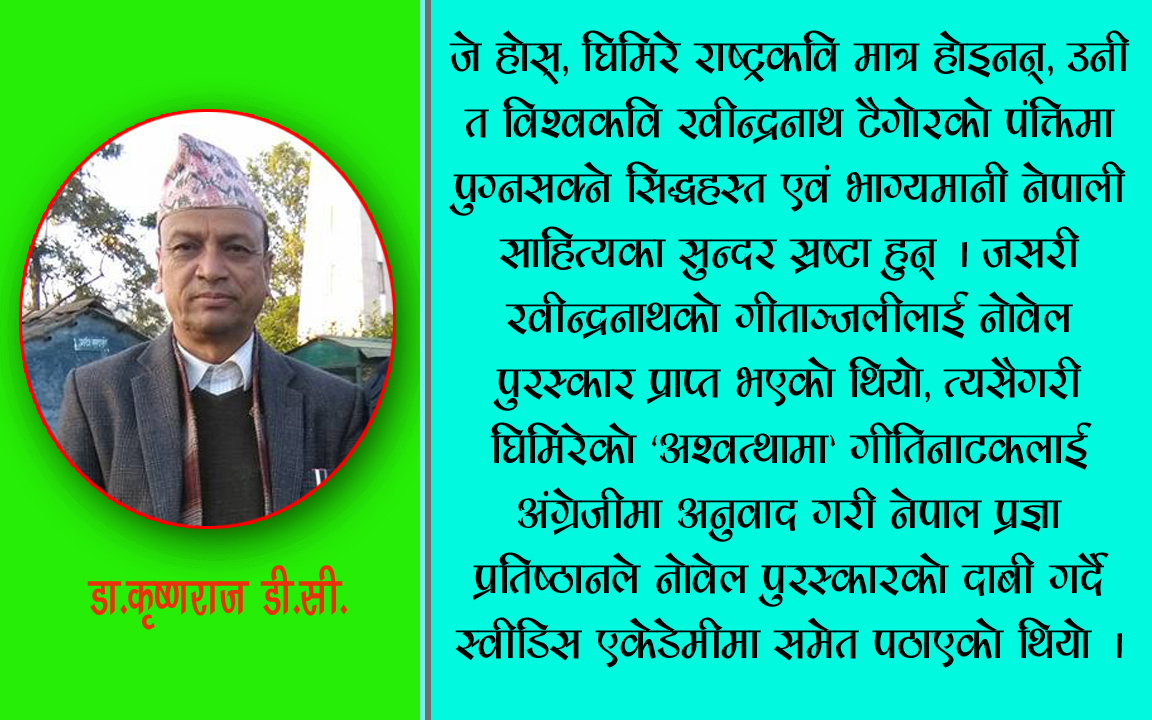 जे होस्, घिमिरे राष्ट्रकवि मात्र होइनन्, उनी
त विश्वकवि रवीन्द्रनाथ टैगोरको पंक्तिमा
पुग्नसक्ने सिद्धहस्त एवं भाग्यमानी नेपाली
साहित्यका सुन्दर स्रष्टा हुन् । जसरी
रवीन्द्रनाथको गीताञ्जलीलाई नोवेल
पुरस्कार प्राप्त भएको थियो, त्यसैगरी
घिमिरेको ‘अश्वत्थामा‘ गीतिनाटकलाई
अंग्रेजीमा अनुवाद गरी नेपाल प्रज्ञा
प्रतिष्ठानले नोवेल पुरस्कारको दाबी गर्दै
स्वीडिस एकेडेमीमा समेत पठाएको थियो ।
डा.कृष्णराज डी.सी.